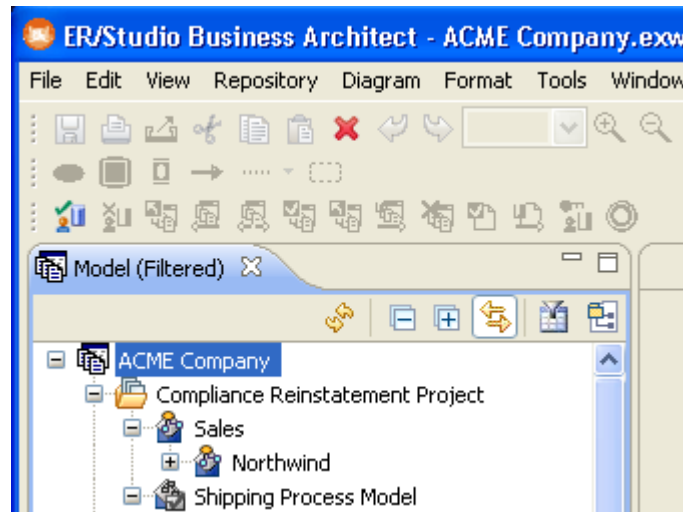 ER/Studio Business Architect - ACME Company.exw
File Edit View Repository Diagram Format Tools Window
Model (Filtered)
ACME Company
Compliance Reinstatement Project
Sales
Northwind
Shipping Process Model